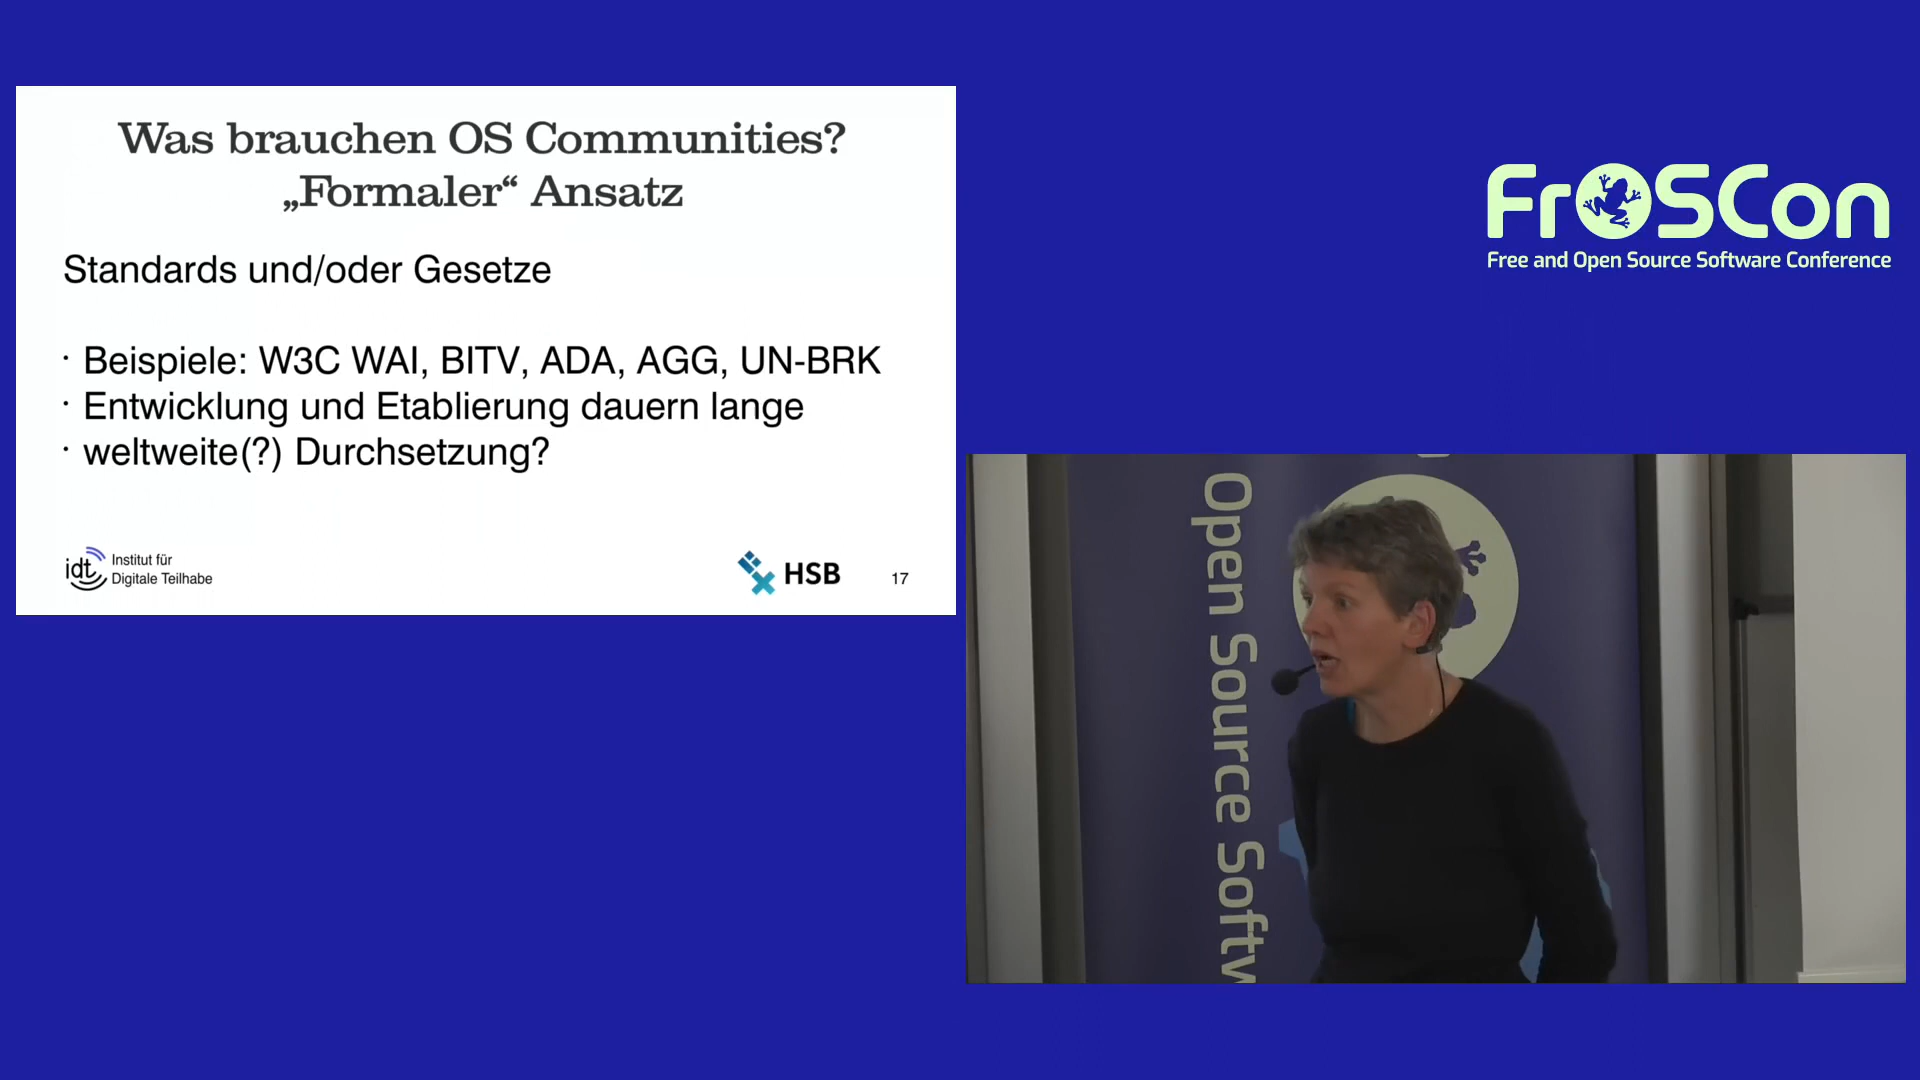 Was brauchen OS Communities?
„Formaler“ Ansatz
Standards und/oder Gesetze
· Beispiele: W3C WAI, BITV, ADA, AGG, UN-BRK
· Entwicklung und Etablierung dauern lange
· weltweite(?) Durchsetzung?
idt Institut für
Digitale Teilhabe
HSB
17
FrOSCon
Free and Open Source Software Conference
Open Source Softw